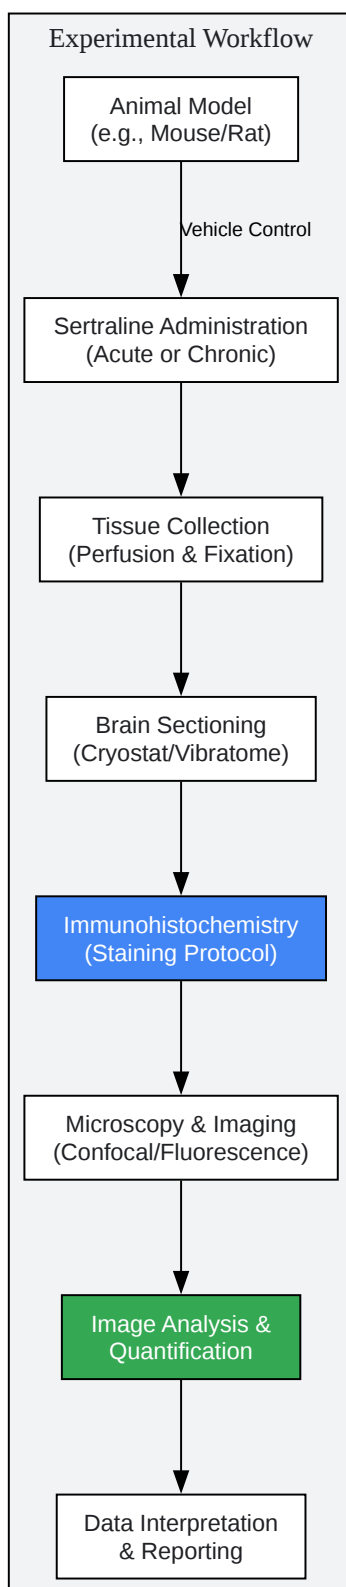 Experimental Workflow
Animal Model
(e.g., Mouse/Rat)
Vehicle Control
Sertraline Administration
(Acute or Chronic)
Tissue Collection
(Perfusion & Fixation)
Brain Sectioning
(Cryostat/Vibratome)
Immunohistochemistry
(Staining Protocol)
Microscopy & Imaging
(Confocal/Fluorescence)
Image Analysis &
Quantification
Data Interpretation
& Reporting